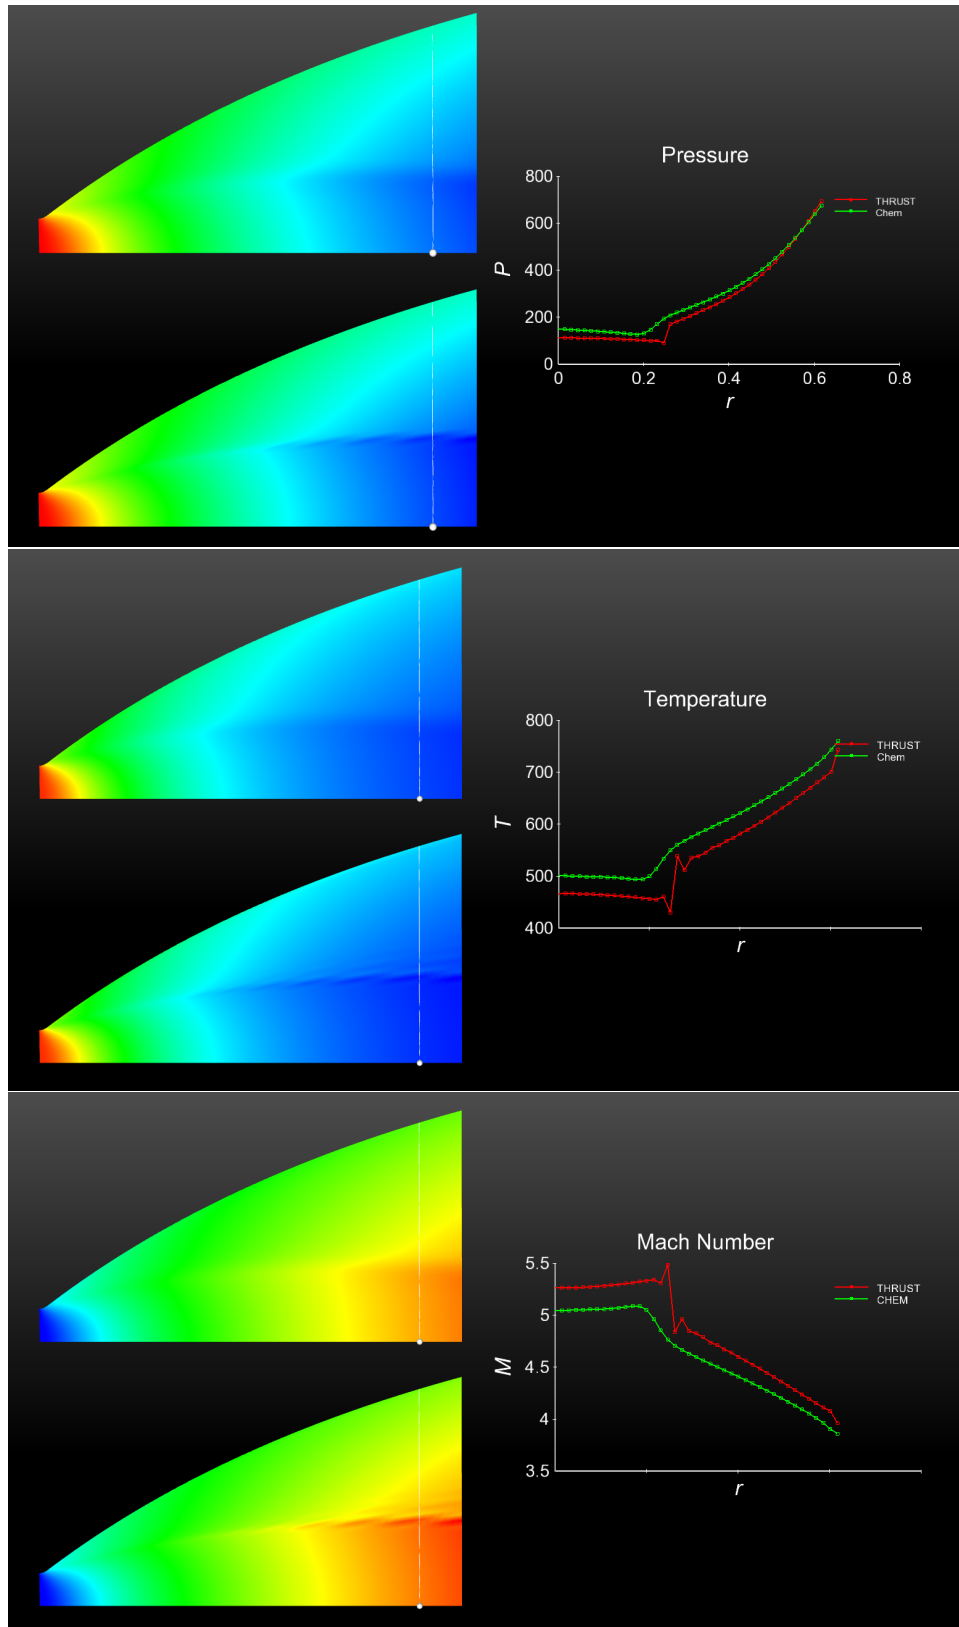 Pressure
800
THRUST
Chem
600
P
400
200
0
0 0.2 0.4 0.6 0.8
r
Temperature
800
THRUST
Chem
700
T
600
500
400
r
Mach Number
5.5
THRUST
CHEM
5
M
4.5
4
3.5
r